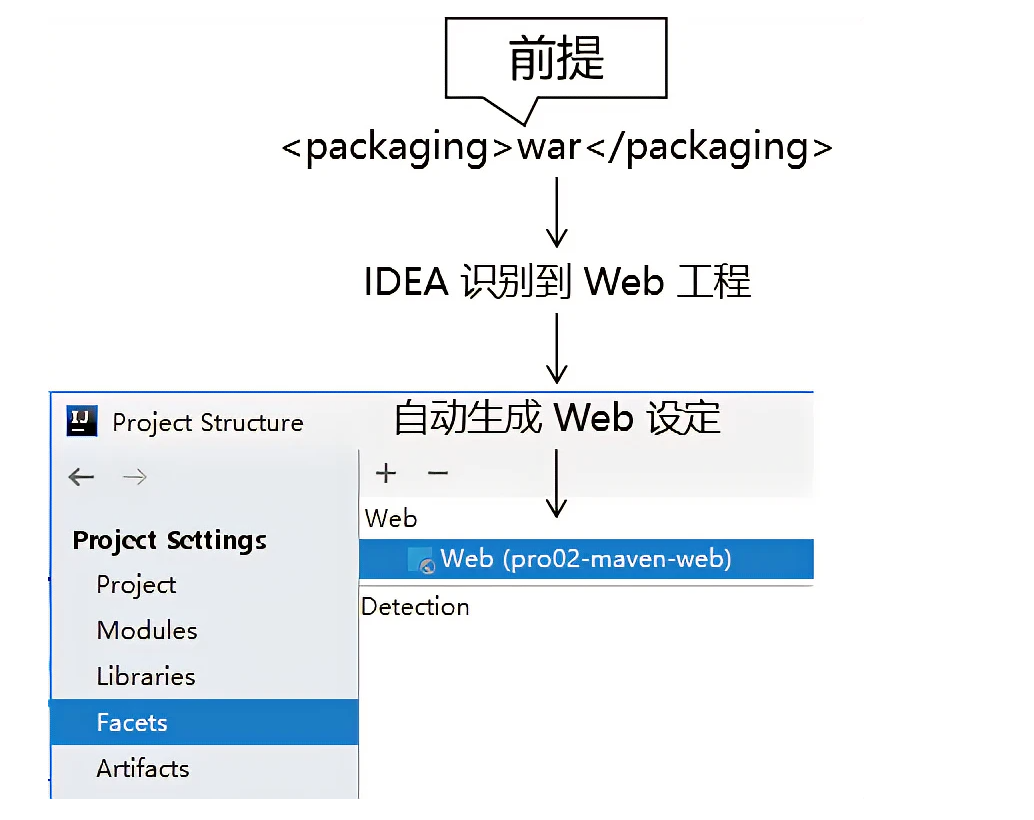 前提
<packaging>war</packaging>
IDEA 识别到 Web 工程
自动生成 Web 设定
IJ
Project Structure
Project Settings
Project
Modules
Libraries
Facets
Artifacts
Web
Web (pro02-maven-web)
Detection